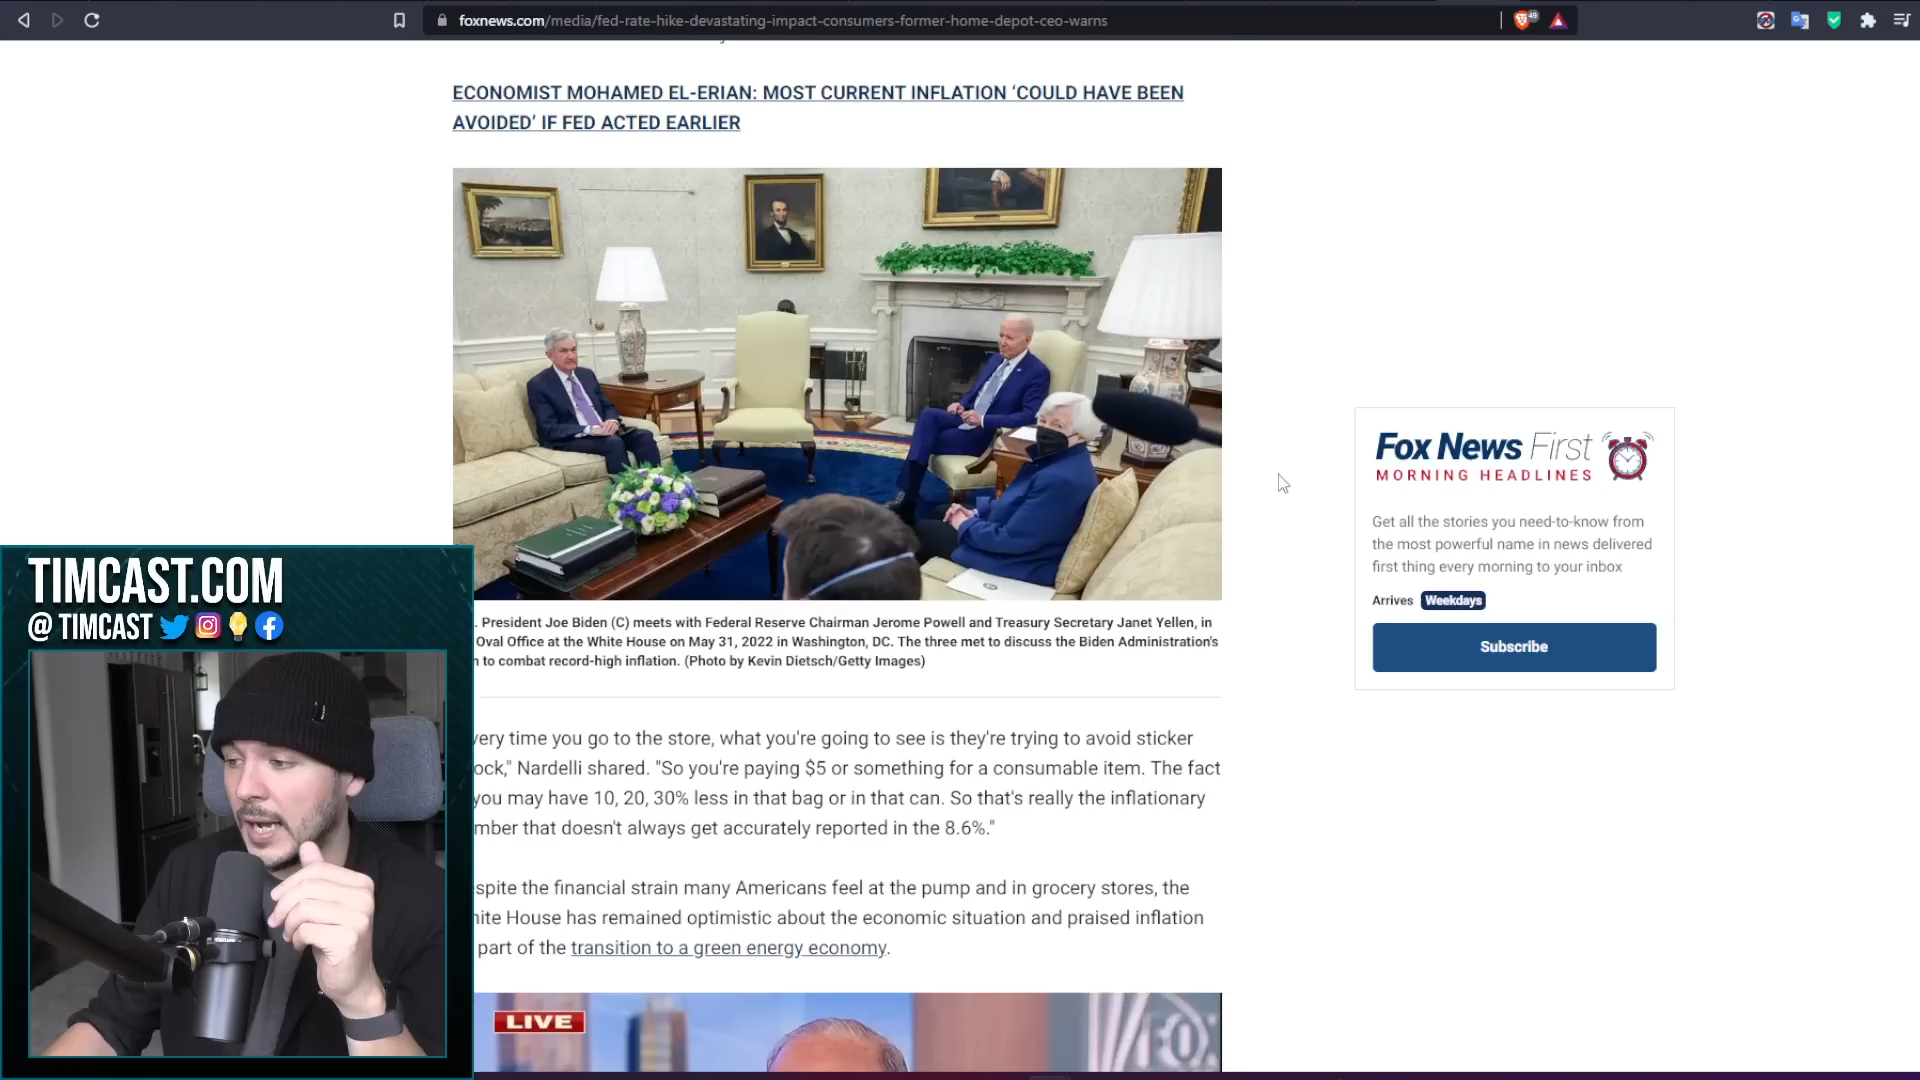 foxnews.com/media/fed-rate-hike-devastating-impact-consumers-former-home-depot-ceo-warns
49
ECONOMIST MOHAMED EL-ERIAN: MOST CURRENT INFLATION ‘COULD HAVE BEEN
AVOIDED’ IF FED ACTED EARLIER
. President Joe Biden (C) meets with Federal Reserve Chairman Jerome Powell and Treasury Secretary Janet Yellen, in
Oval Office at the White House on May 31, 2022 in Washington, DC. The three met to discuss the Biden Administration's
to combat record-high inflation. (Photo by Kevin Dietsch/Getty Images)
very time you go to the store, what you're going to see is they're trying to avoid sticker
ock," Nardelli shared. "So you're paying $5 or something for a consumable item. The fact
you may have 10, 20, 30% less in that bag or in that can. So that's really the inflationary
mber that doesn't always get accurately reported in the 8.6%."
spite the financial strain many Americans feel at the pump and in grocery stores, the
ite House has remained optimistic about the economic situation and praised inflation
part of the transition to a green energy economy.
LIVE
Fox News First
MORNING HEADLINES
Get all the stories you need-to-know from
the most powerful name in news delivered
first thing every morning to your inbox
Arrives Weekdays
Subscribe
TIMCAST.COM
@ TIMCAST